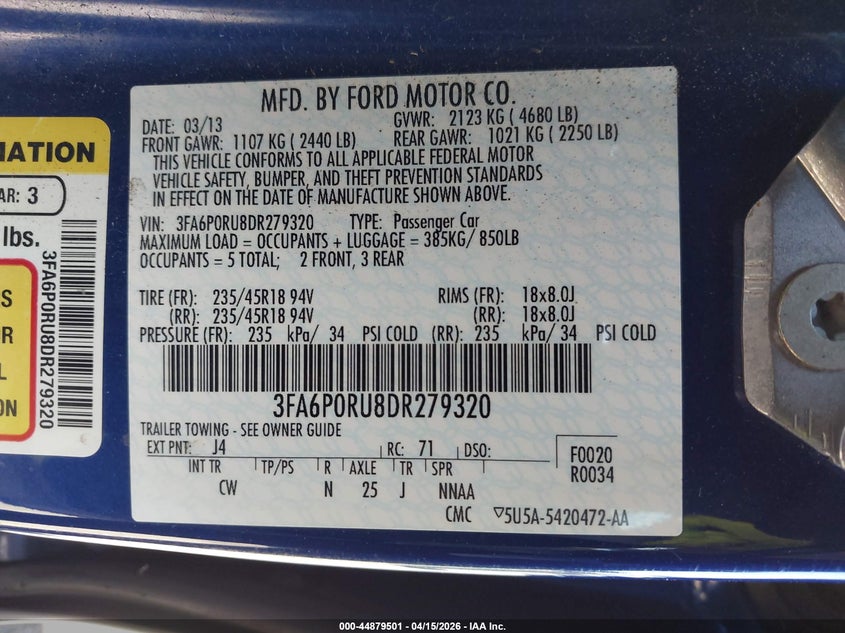 MFD. BY FORD MOTOR CO.
DATE: 03/13 GVWR: 2123 KG ( 4680 LB)
FRONT GAWR: 1107 KG ( 2440 LB) REAR GAWR: 1021 KG ( 2250 LB)
THIS VEHICLE CONFORMS TO ALL APPLICABLE FEDERAL MOTOR
VEHICLE SAFETY, BUMPER, AND THEFT PREVENTION STANDARDS
IN EFFECT ON THE DATE OF MANUFACTURE SHOWN ABOVE.
VIN: 3FA6P0RU8DR279320 TYPE: Passenger Car
MAXIMUM LOAD = OCCUPANTS + LUGGAGE = 385KG/ 850LB
OCCUPANTS = 5 TOTAL; 2 FRONT, 3 REAR
TIRE (FR): 235/45R18 94V RIMS (FR): 18x8.0J
(RR): 235/45R18 94V (RR): 18x8.0J
PRESSURE (FR): 235 kPa/ 34 PSI COLD (RR): 235 kPa/ 34 PSI COLD
3FA6P0RU8DR279320
TRAILER TOWING - SEE OWNER GUIDE
EXT PNT: J4 RC: 71 DSO:
F0020
R0034
INT TR TP/PS R AXLE TR SPR
CW N 25 J NNAA
CMC ▽5U5A-5420472-AA
MATION
AR: 3
lbs.
3FA6P0RU8DR279320
S
R
L
ON
000-44879501 - 04/15/2026 - IAA Inc.